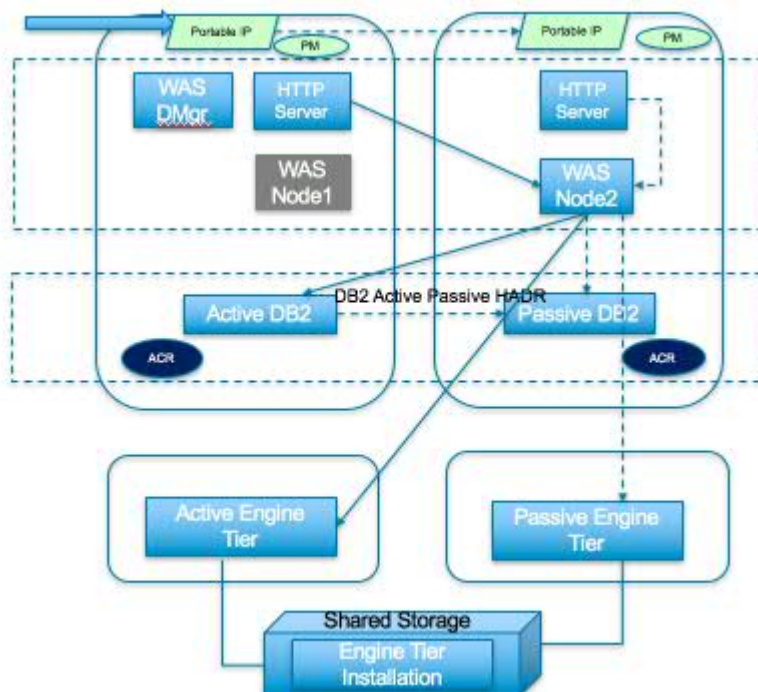 Portable IP
PM
Portable IP
PM
WAS
DMgr
HTTP
Server
HTTP
Server
WAS
Node1
WAS
Node2
DB2 Active Passive HADR
Active DB2
Passive DB2
ACR
ACR
Active Engine
Tier
Passive Engine
Tier
Shared Storage
Engine Tier
Installation